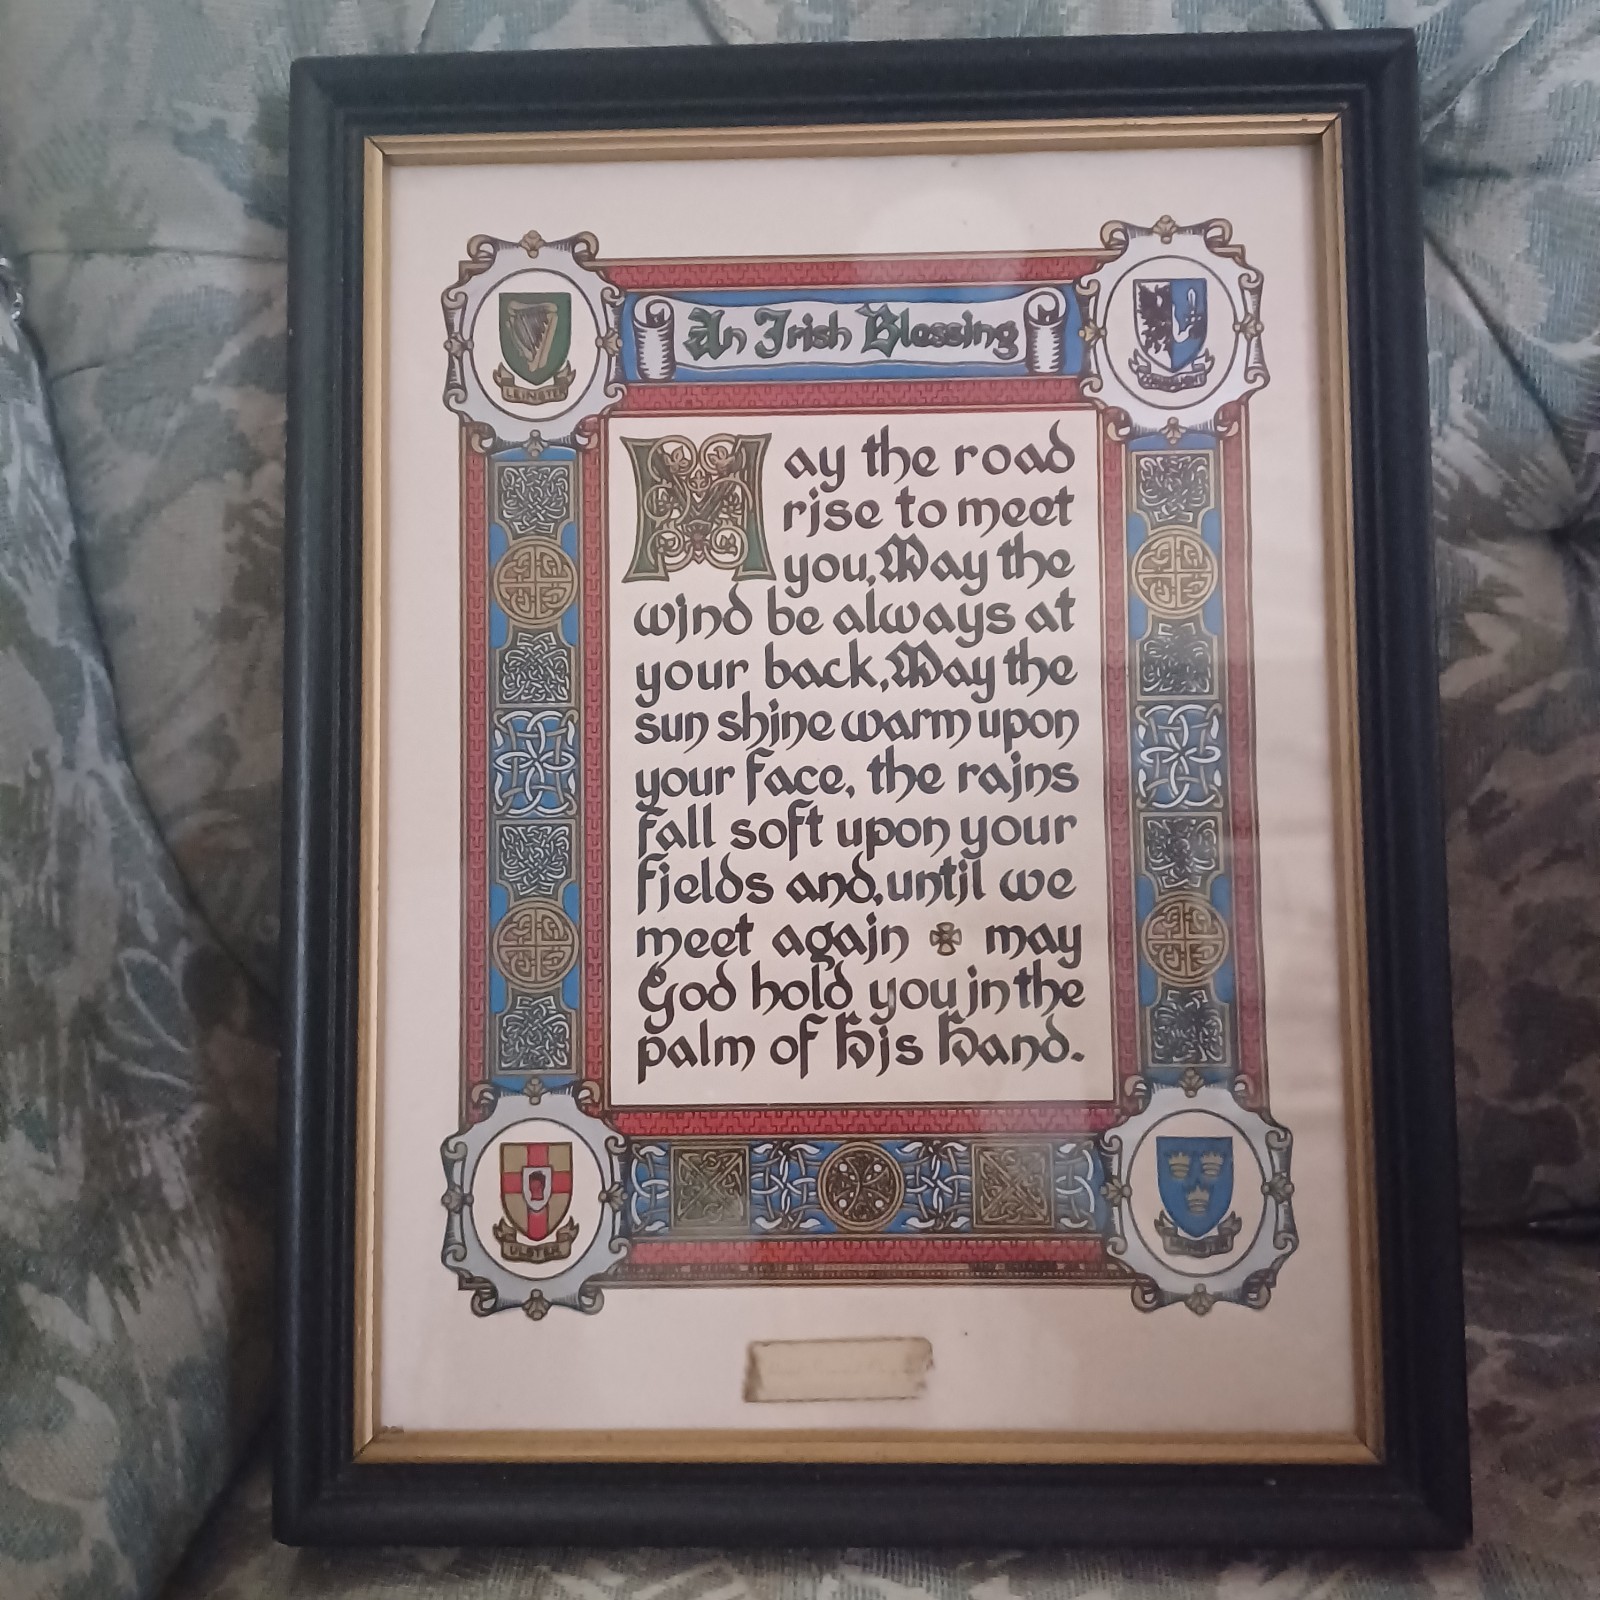 An Irish Blessing
LEINSTER
CONNAUGHT
May the road
rise to meet
you, May the
wind be always at
your back, May the
sun shine warm upon
your face, the rains
fall soft upon your
fields and, until we
meet again may
God hold you in the
palm of His Hand.
ULSTER
MUNSTER